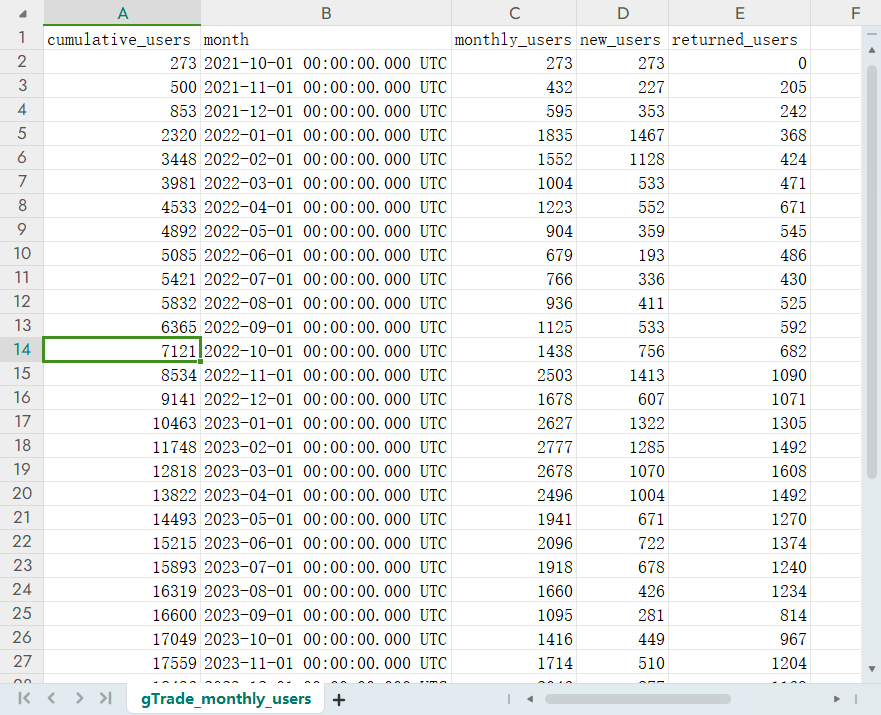 A B C D E F
1 cumulative_users month monthly_users new_users returned_users
2 273 2021-10-01 00:00:00.000 UTC 273 273 0
3 500 2021-11-01 00:00:00.000 UTC 432 227 205
4 853 2021-12-01 00:00:00.000 UTC 595 353 242
5 2320 2022-01-01 00:00:00.000 UTC 1835 1467 368
6 3448 2022-02-01 00:00:00.000 UTC 1552 1128 424
7 3981 2022-03-01 00:00:00.000 UTC 1004 533 471
8 4533 2022-04-01 00:00:00.000 UTC 1223 552 671
9 4892 2022-05-01 00:00:00.000 UTC 904 359 545
10 5085 2022-06-01 00:00:00.000 UTC 679 193 486
11 5421 2022-07-01 00:00:00.000 UTC 766 336 430
12 5832 2022-08-01 00:00:00.000 UTC 936 411 525
13 6365 2022-09-01 00:00:00.000 UTC 1125 533 592
14 7121 2022-10-01 00:00:00.000 UTC 1438 756 682
15 8534 2022-11-01 00:00:00.000 UTC 2503 1413 1090
16 9141 2022-12-01 00:00:00.000 UTC 1678 607 1071
17 10463 2023-01-01 00:00:00.000 UTC 2627 1322 1305
18 11748 2023-02-01 00:00:00.000 UTC 2777 1285 1492
19 12818 2023-03-01 00:00:00.000 UTC 2678 1070 1608
20 13822 2023-04-01 00:00:00.000 UTC 2496 1004 1492
21 14493 2023-05-01 00:00:00.000 UTC 1941 671 1270
22 15215 2023-06-01 00:00:00.000 UTC 2096 722 1374
23 15893 2023-07-01 00:00:00.000 UTC 1918 678 1240
24 16319 2023-08-01 00:00:00.000 UTC 1660 426 1234
25 16600 2023-09-01 00:00:00.000 UTC 1095 281 814
26 17049 2023-10-01 00:00:00.000 UTC 1416 449 967
27 17559 2023-11-01 00:00:00.000 UTC 1714 510 1204
gTrade_monthly_users